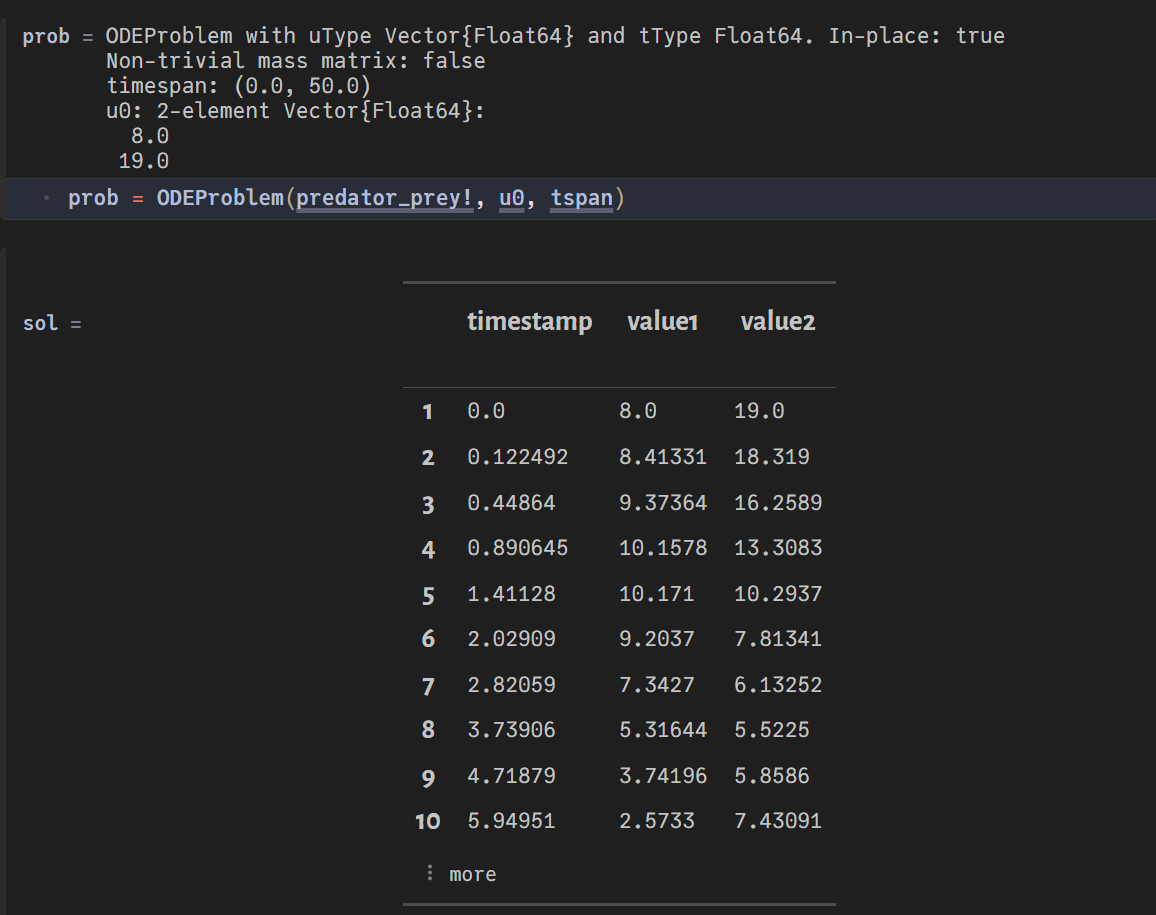 prob = ODEProblem with uType Vector{Float64} and tType Float64. In-place: true
Non-trivial mass matrix: false
timespan: (0.0, 50.0)
u0: 2-element Vector{Float64}:
8.0
19.0
prob = ODEProblem(predator_prey!, u0, tspan)
sol =
timestamp value1 value2
1 0.0 8.0 19.0
2 0.122492 8.41331 18.319
3 0.44864 9.37364 16.2589
4 0.890645 10.1578 13.3083
5 1.41128 10.171 10.2937
6 2.02909 9.2037 7.81341
7 2.82059 7.3427 6.13252
8 3.73906 5.31644 5.5225
9 4.71879 3.74196 5.8586
10 5.94951 2.5733 7.43091
⋮ more